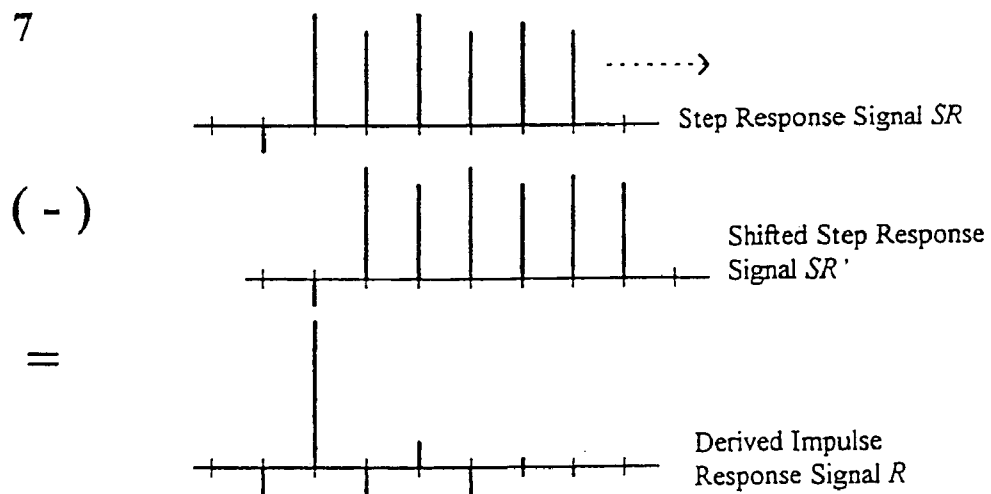 7
Step Response Signal SR
( - )
Shifted Step Response
Signal SR'
=
Derived Impulse
Response Signal R